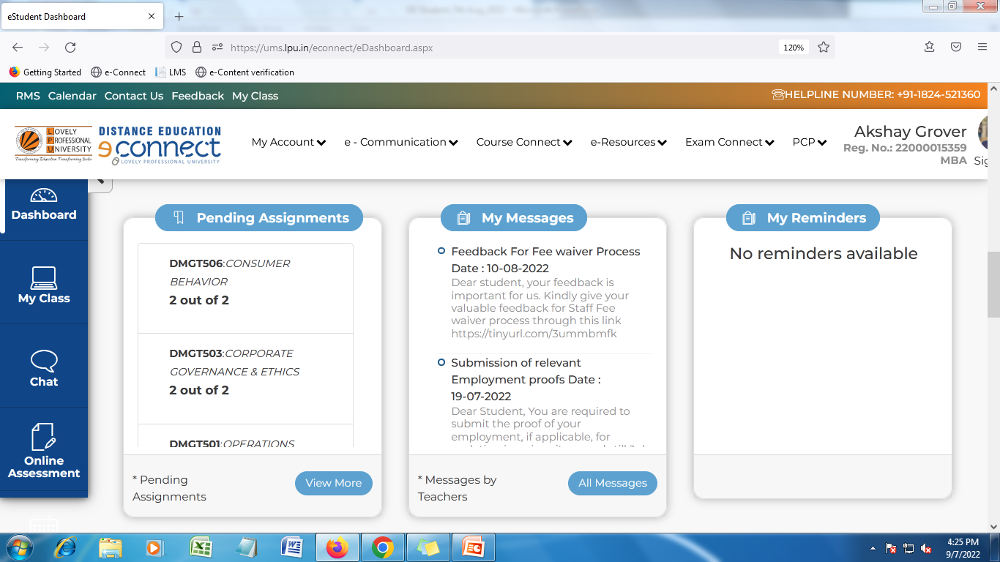 eStudent Dashboard
https://ums.lpu.in/econnect/eDashboard.aspx
120%
Getting Started
e-Connect
LMS
e-Content verification
RMS Calendar Contact Us Feedback My Class
HELPLINE NUMBER: +91-1824-521360
LOVELY
PROFESSIONAL
UNIVERSITY
Transforming Education Transforming India
DISTANCE EDUCATION
e connect
LOVELY PROFESSIONAL UNIVERSITY
My Account
e - Communication
Course Connect
e-Resources
Exam Connect
PCP
Akshay Grover
Reg. No.: 22000015359
MBA
Sig
Dashboard
My Class
Chat
Online
Assessment
Pending Assignments
DMGT506:CONSUMER
BEHAVIOR
2 out of 2
DMGT503:CORPORATE
GOVERNANCE & ETHICS
2 out of 2
DMGT501:OPERATIONS
* Pending
Assignments
View More
My Messages
Feedback For Fee waiver Process
Date : 10-08-2022
Dear student, your feedback is
important for us. Kindly give your
valuable feedback for Staff Fee
waiver process through this link
https://tinyurl.com/3ummbmfk
Submission of relevant
Employment proofs Date :
19-07-2022
Dear Student, You are required to
submit the proof of your
employment, if applicable, for
* Messages by
Teachers
All Messages
My Reminders
No reminders available
4:25 PM
9/7/2022